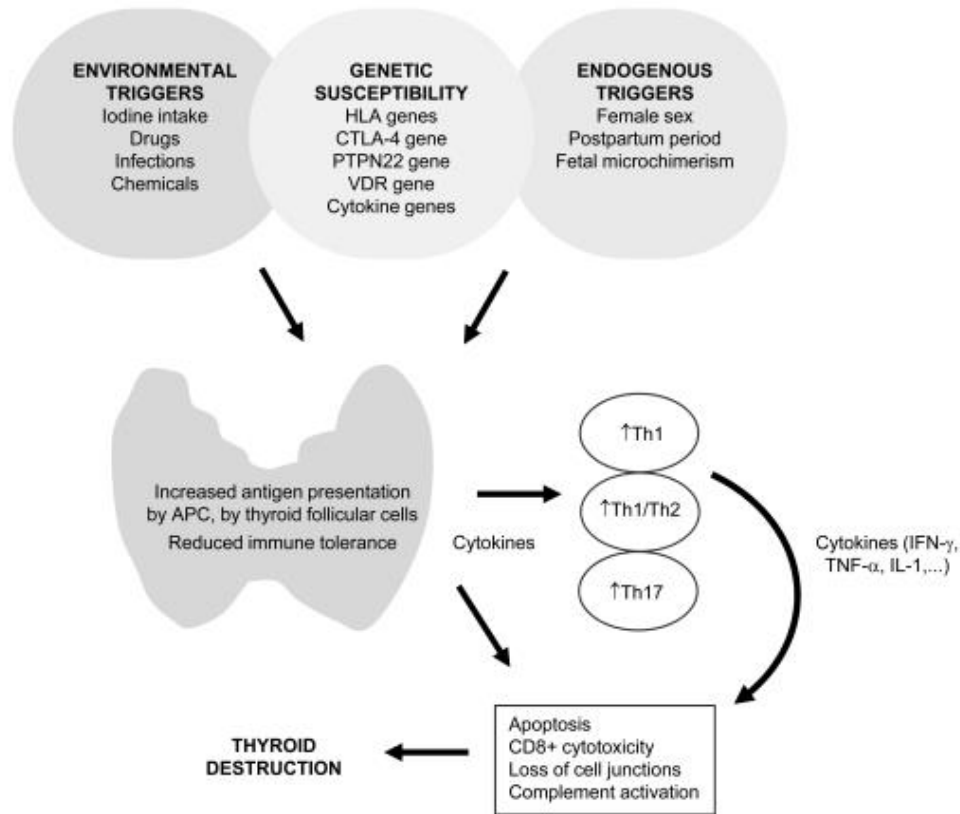 ENVIRONMENTAL
TRIGGERS
Iodine intake
Drugs
Infections
Chemicals
GENETIC
SUSCEPTIBILITY
HLA genes
CTLA-4 gene
PTPN22 gene
VDR gene
Cytokine genes
ENDOGENOUS
TRIGGERS
Female sex
Postpartum period
Fetal microchimerism
Increased antigen presentation
by APC, by thyroid follicular cells
Reduced immune tolerance
Cytokines
↑Th1
↑Th1/Th2
↑Th17
Cytokines (IFN-γ,
TNF-α, IL-1,...)
Apoptosis
CD8+ cytotoxicity
Loss of cell junctions
Complement activation
THYROID
DESTRUCTION